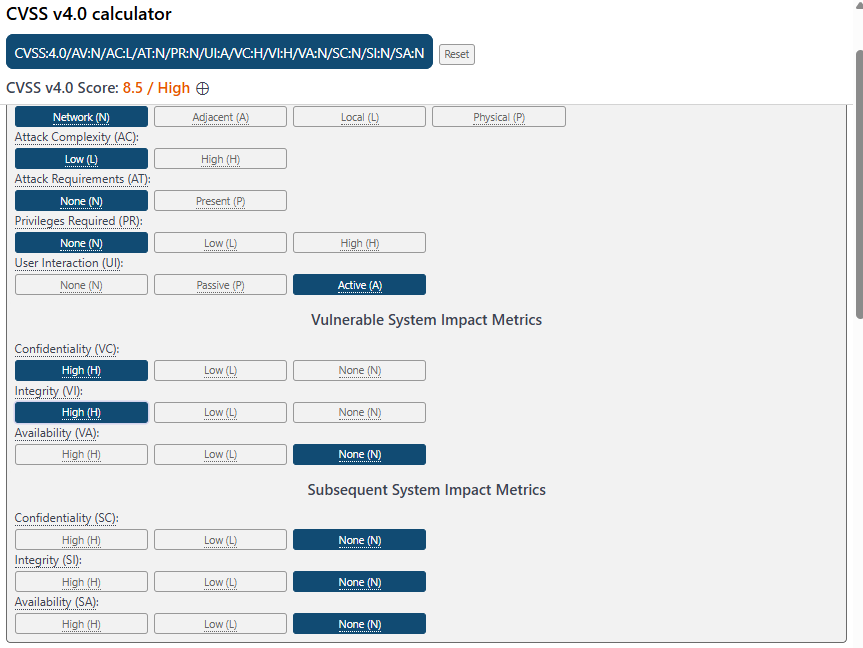 CVSS v4.0 calculator
CVSS:4.0/AV:N/AC:L/AT:N/PR:N/UI:A/VC:H/VI:H/VA:N/SC:N/SI:N/SA:N Reset
CVSS v4.0 Score: 8.5 / High
Network (N) Adjacent (A) Local (L) Physical (P)
Attack Complexity (AC):
Low (L) High (H)
Attack Requirements (AT):
None (N) Present (P)
Privileges Required (PR):
None (N) Low (L) High (H)
User Interaction (UI):
None (N) Passive (P) Active (A)
Vulnerable System Impact Metrics
Confidentiality (VC):
High (H) Low (L) None (N)
Integrity (VI):
High (H) Low (L) None (N)
Availability (VA):
High (H) Low (L) None (N)
Subsequent System Impact Metrics
Confidentiality (SC):
High (H) Low (L) None (N)
Integrity (SI):
High (H) Low (L) None (N)
Availability (SA):
High (H) Low (L) None (N)